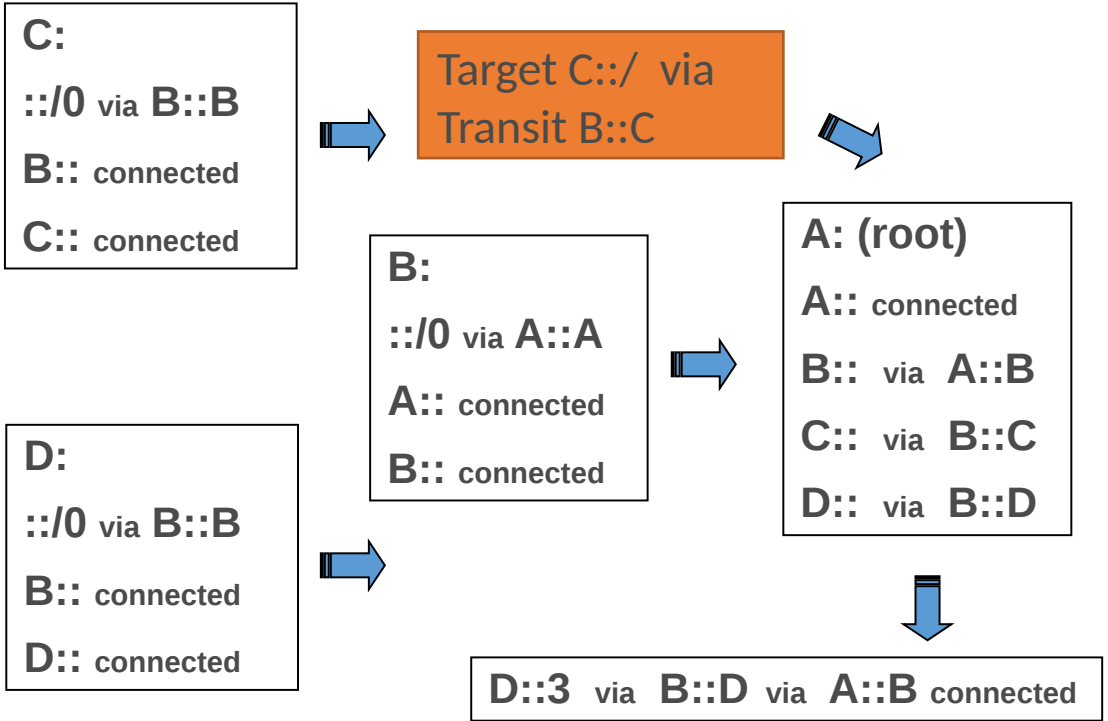 C:
::/0 via B::B
B:: connected
C:: connected
Target C::/ via
Transit B::C
B:
::/0 via A::A
A:: connected
B:: connected
A: (root)
A:: connected
B:: via A::B
C:: via B::C
D:: via B::D
D:
::/0 via B::B
B:: connected
D:: connected
D::3 via B::D via A::B connected